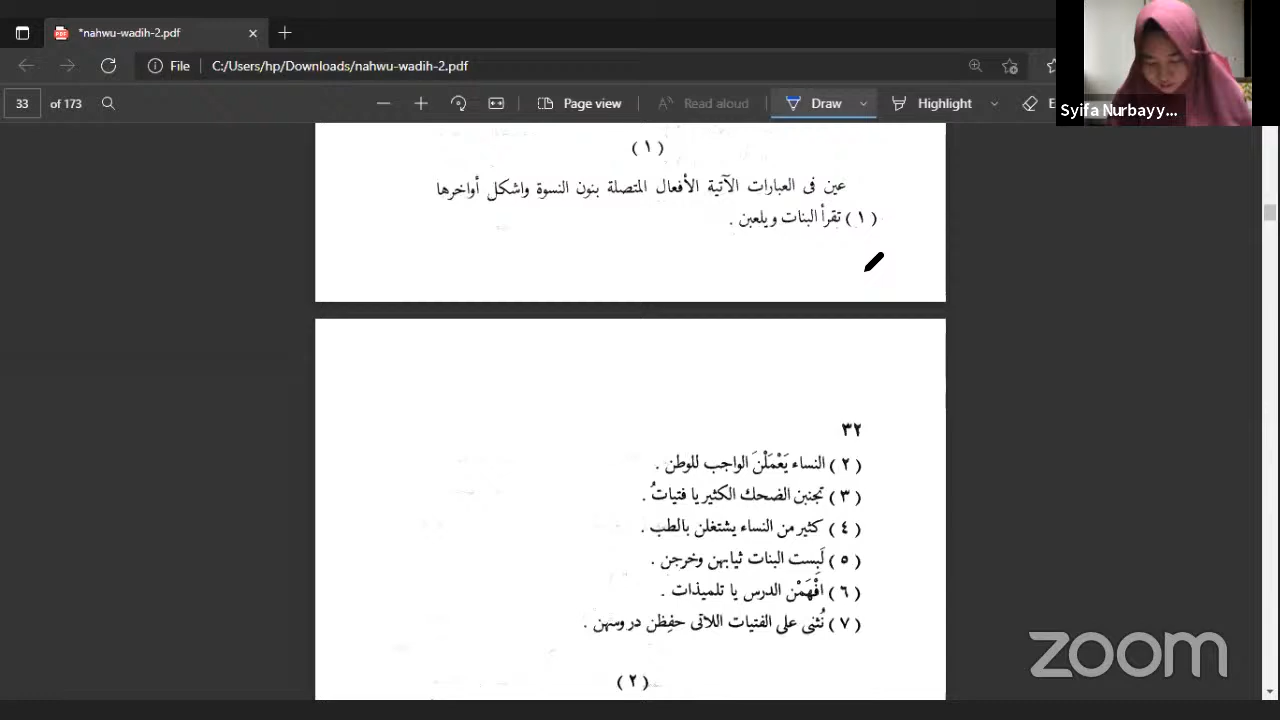 *nahwu-wadih-2.pdf
File C:/Users/hp/Downloads/nahwu-wadih-2.pdf
33 of 173 Page view Read aloud Draw Highlight E
Syifa Nurbayy...
( ١ )
عين فى العبارات الآتية الأفعال المتصلة بنون النسوة واشكل أواخرها
( ١ ) تقرأ البنات ويلعبن .
٣٢
( ٢ ) النساء يَعْمَلْنَ الواجب للوطن .
( ٣ ) تجنبن الضحك الكثير يا فتياتُ .
( ٤ ) كثير من النساء يشتغلن بالطب .
( ٥ ) لَبِست البنات ثيابهن وخرجن .
( ٦ ) افْهَمْن الدرس يا تلميذات .
( ٧ ) نُثنى على الفتيات اللاتى حفِظن دروسهن .
( ٢ )
zoom